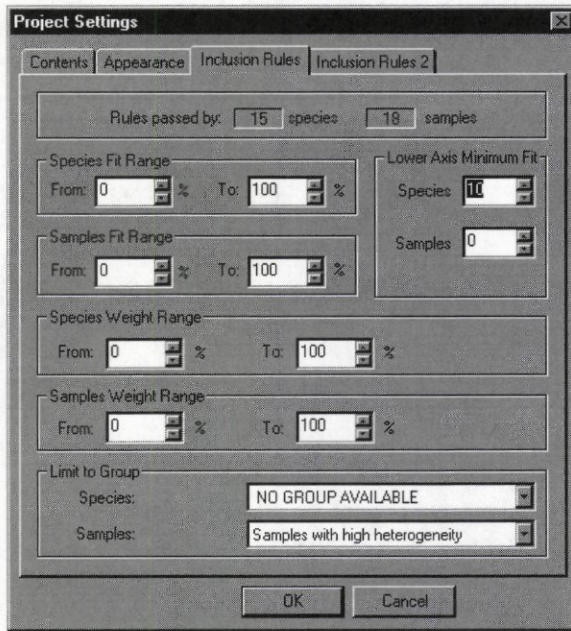 Project Settings
Contents Appearance Inclusion Rules Inclusion Rules 2
Rules passed by: 15 species 18 samples
Species Fit Range
From: 0 % To: 100 %
Lower Axis Minimum Fit
Species 10
Samples 0
Samples Fit Range
From: 0 % To: 100 %
Species Weight Range
From: 0 % To: 100 %
Samples Weight Range
From: 0 % To: 100 %
Limit to Group
Species: NO GROUP AVAILABLE
Samples: Samples with high heterogeneity
OK Cancel